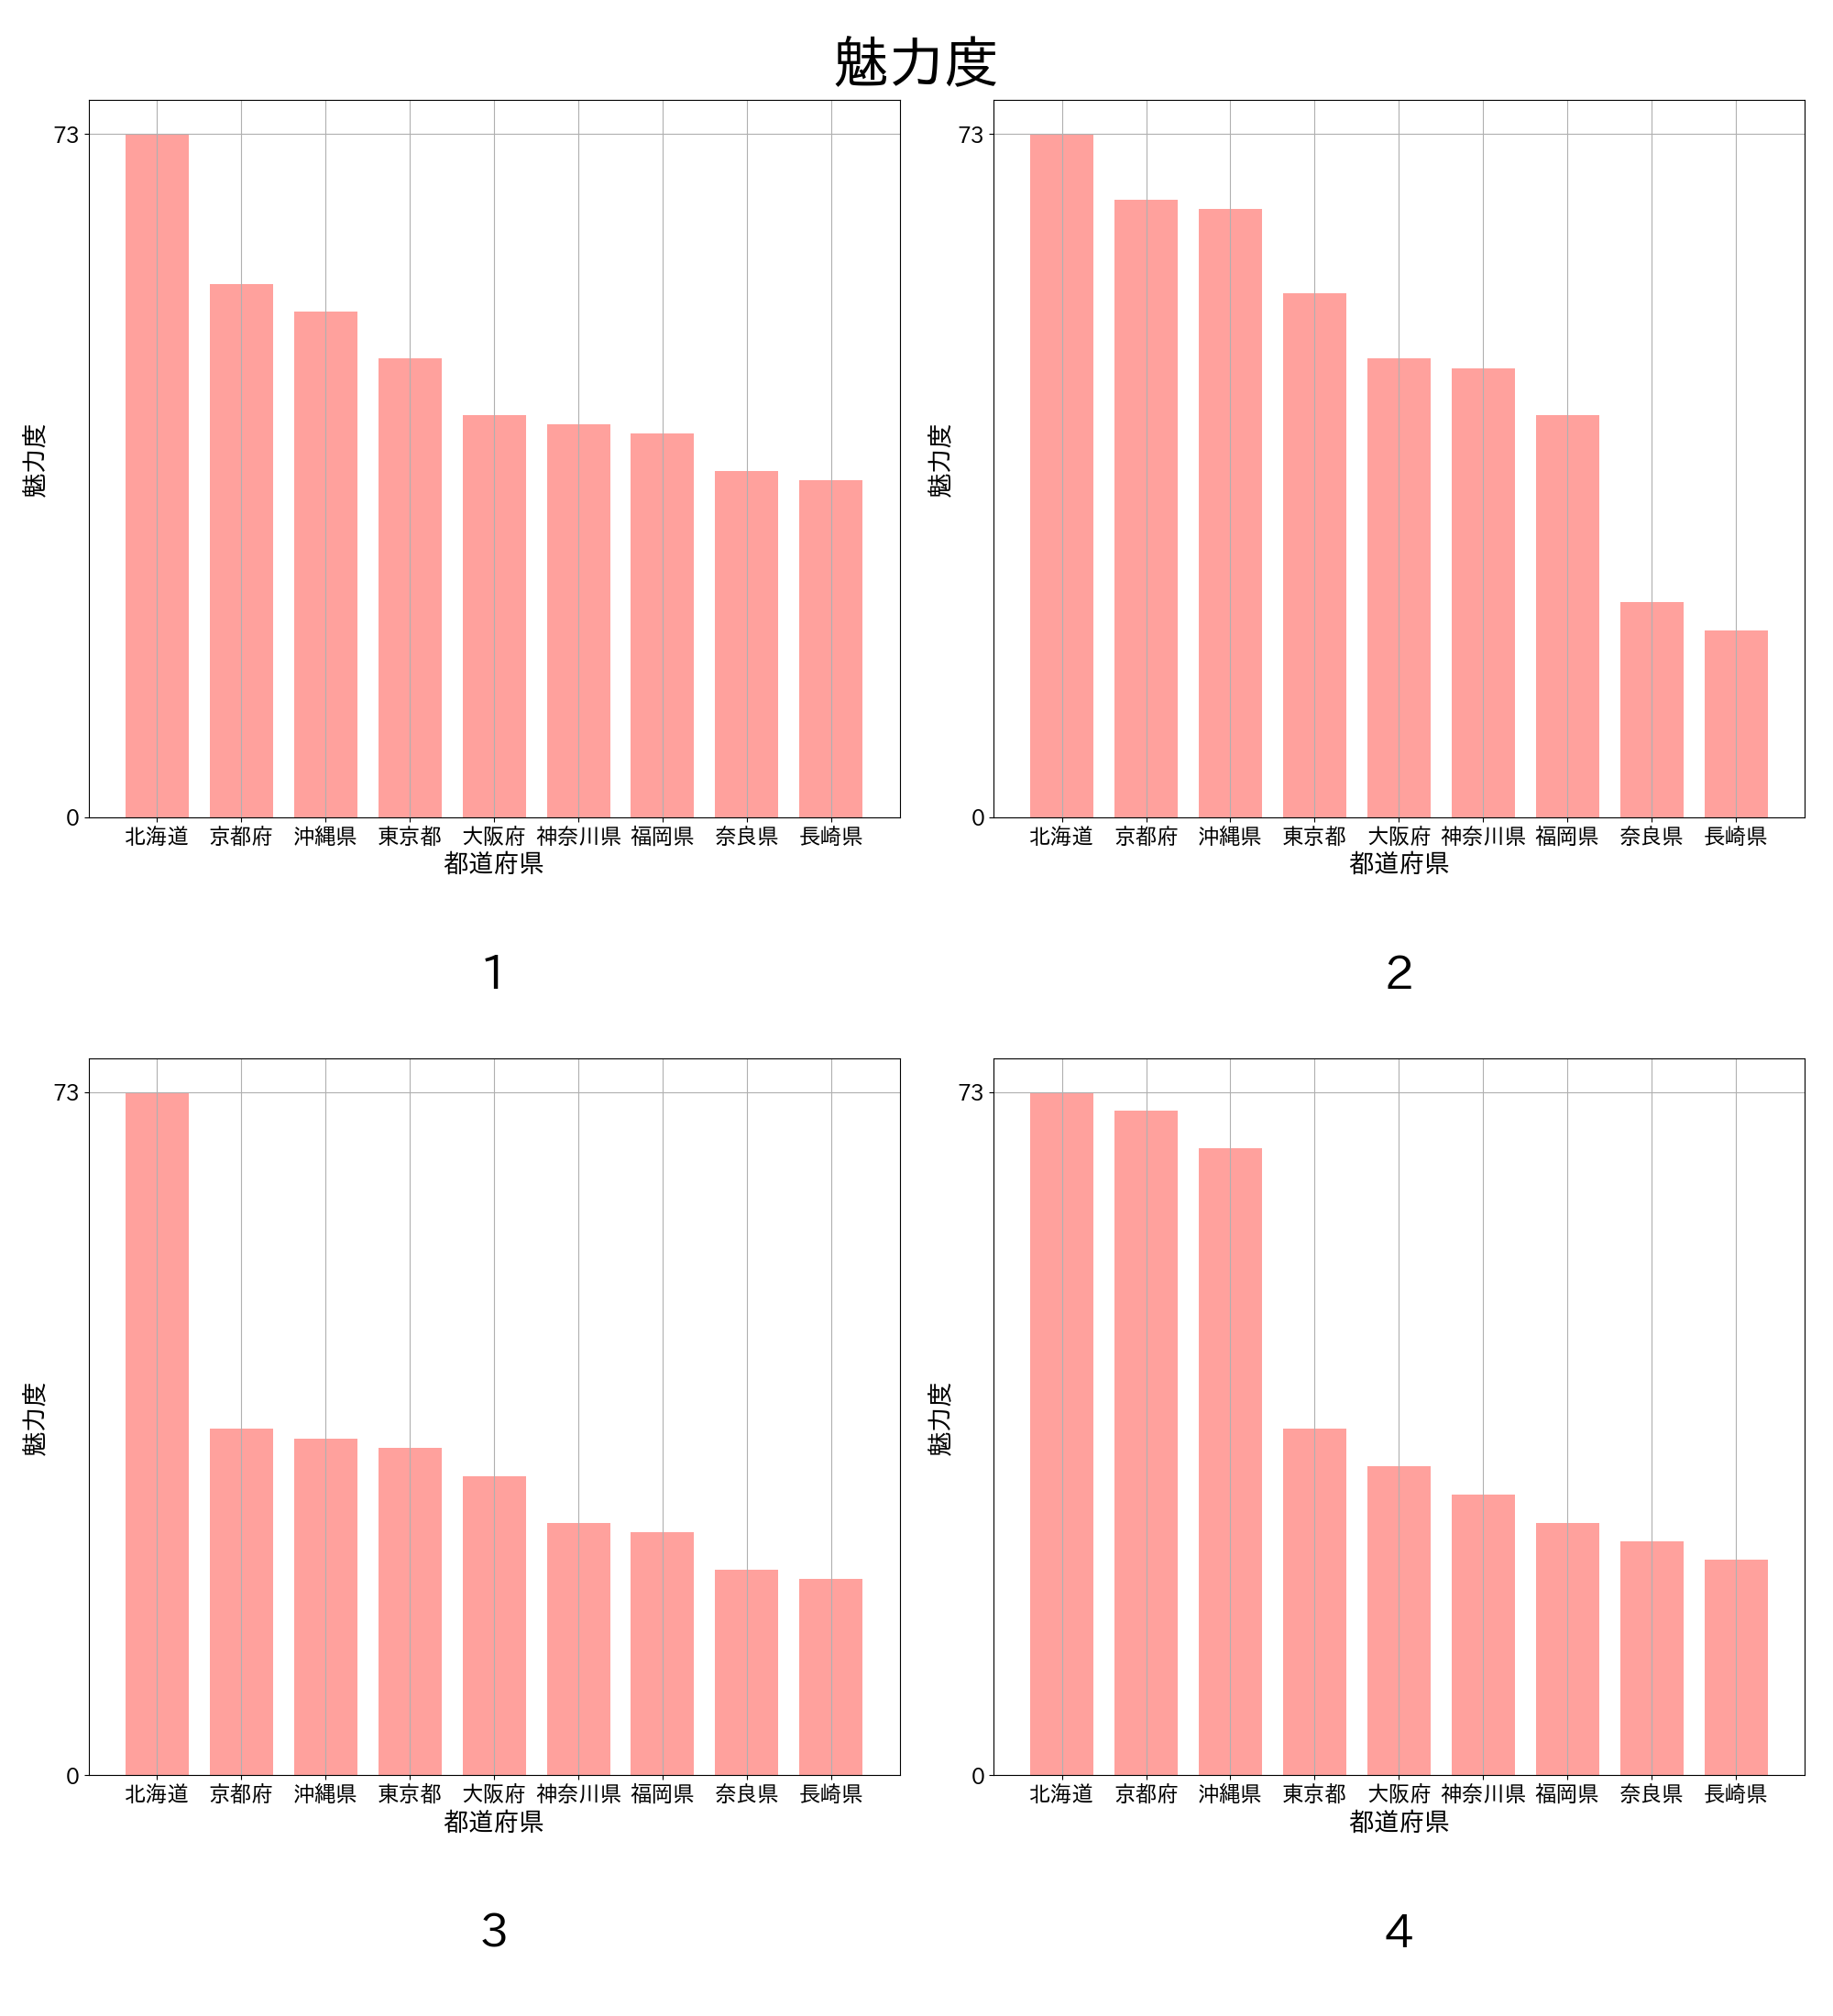 魅力度
73
0
魅力度
北海道 京都府 沖縄県 東京都 大阪府 神奈川県 福岡県 奈良県 長崎県
都道府県
1
73
0
魅力度
北海道 京都府 沖縄県 東京都 大阪府 神奈川県 福岡県 奈良県 長崎県
都道府県
2
73
0
魅力度
北海道 京都府 沖縄県 東京都 大阪府 神奈川県 福岡県 奈良県 長崎県
都道府県
3
73
0
魅力度
北海道 京都府 沖縄県 東京都 大阪府 神奈川県 福岡県 奈良県 長崎県
都道府県
4